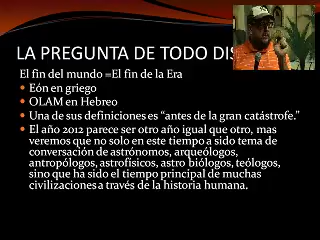 LA PREGUNTA DE TODO DIS
El fin del mundo =El fin de la Era
Eón en griego
OLAM en Hebreo
Una de sus definiciones es “antes de la gran catástrofe.”
El año 2012 parece ser otro año igual que otro, mas
veremos que no solo en este tiempo a sido tema de
conversación de astrónomos, arqueólogos,
antropólogos, astrofísicos, astro biólogos, teólogos,
sino que ha sido el tiempo principal de muchas
civilizaciones a través de la historia humana.